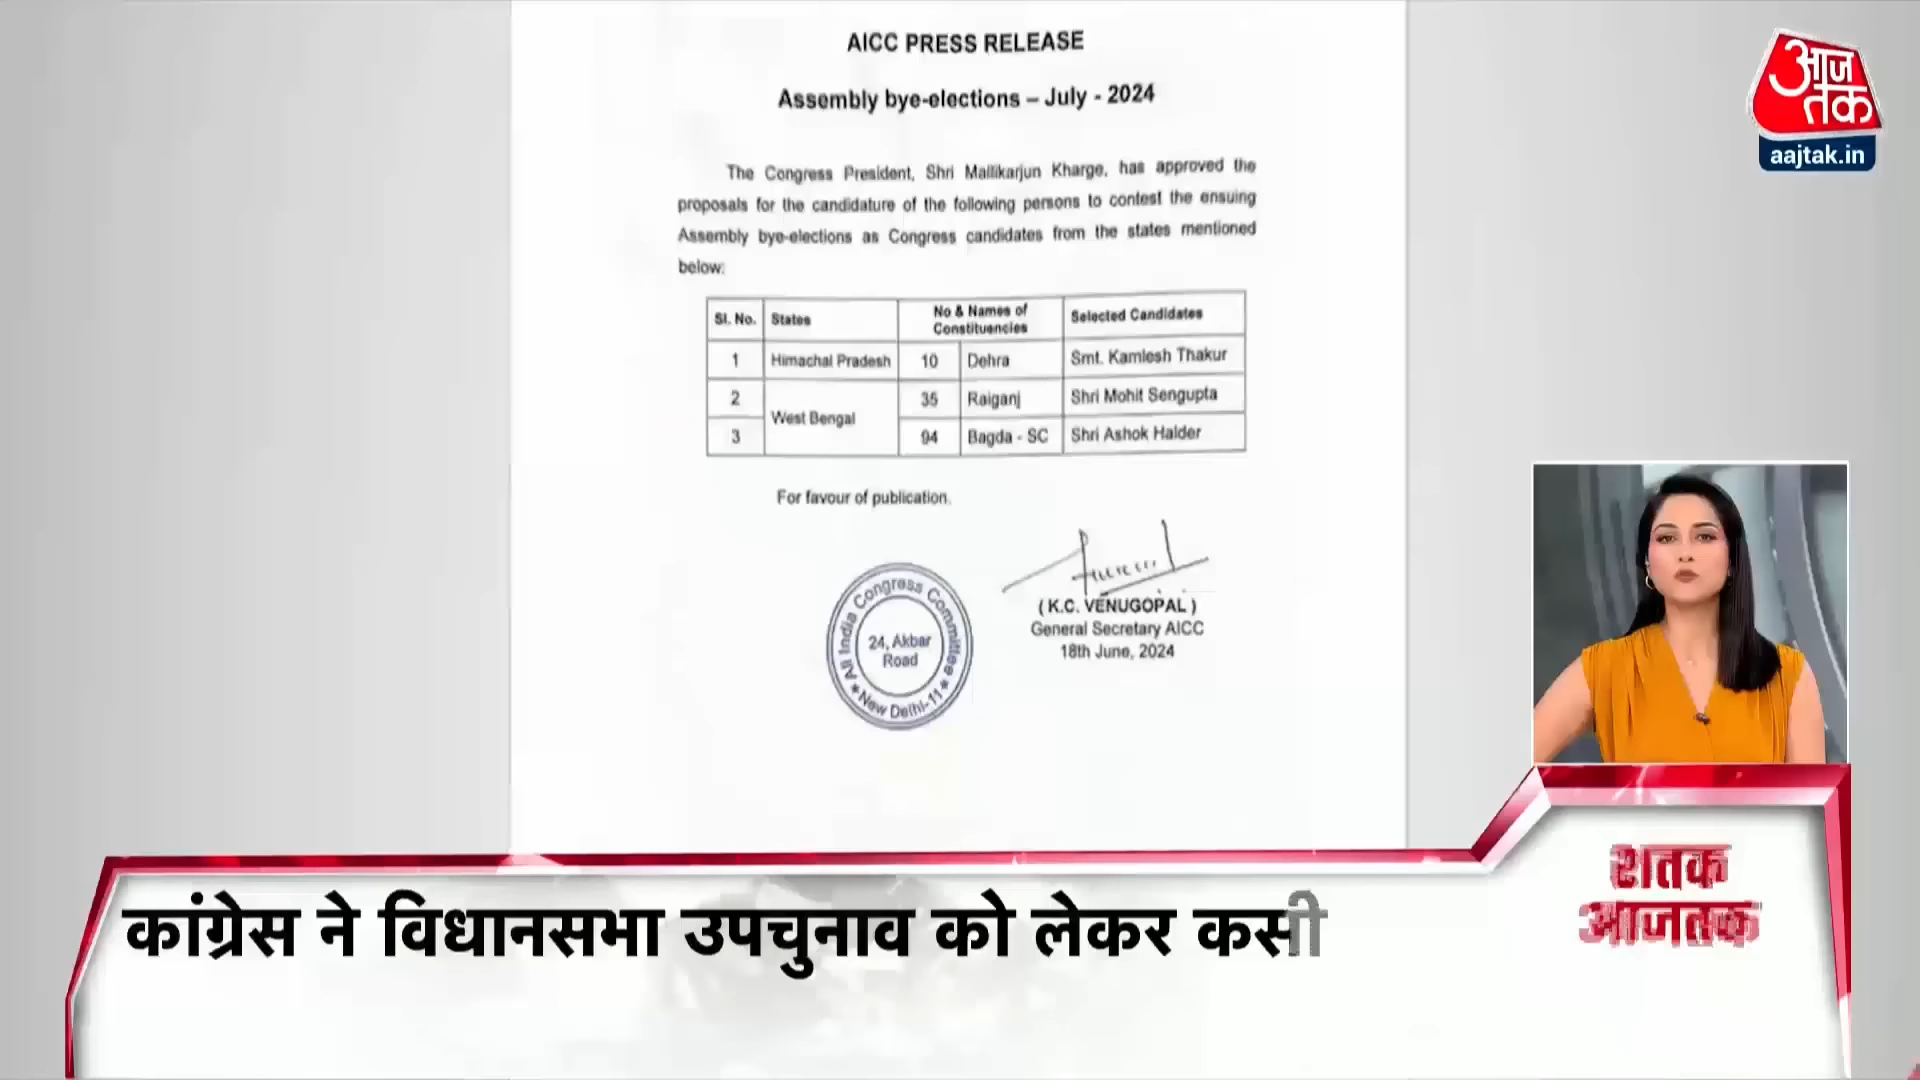 AICC PRESS RELEASE
Assembly bye-elections – July - 2024
The Congress President, Shri Mallikarjun Kharge, has approved the
proposals for the candidature of the following persons to contest the ensuing
Assembly bye-elections as Congress candidates from the states mentioned
below:
Sl. No. States No & Names of Constituencies Selected Candidates
1 Himachal Pradesh 10 Dehra Smt. Kamlesh Thakur
2 West Bengal 35 Raiganj Shri Mohit Sengupta
3 94 Bagda - SC Shri Ashok Halder
For favour of publication.
All India Congress Committee
24, Akbar
Road
★ New Delhi-11 ★
( K.C. VENUGOPAL )
General Secretary AICC
18th June, 2024
आज
तक
aajtak.in
शतक
आजतक
कांग्रेस ने विधानसभा उपचुनाव को लेकर कसी